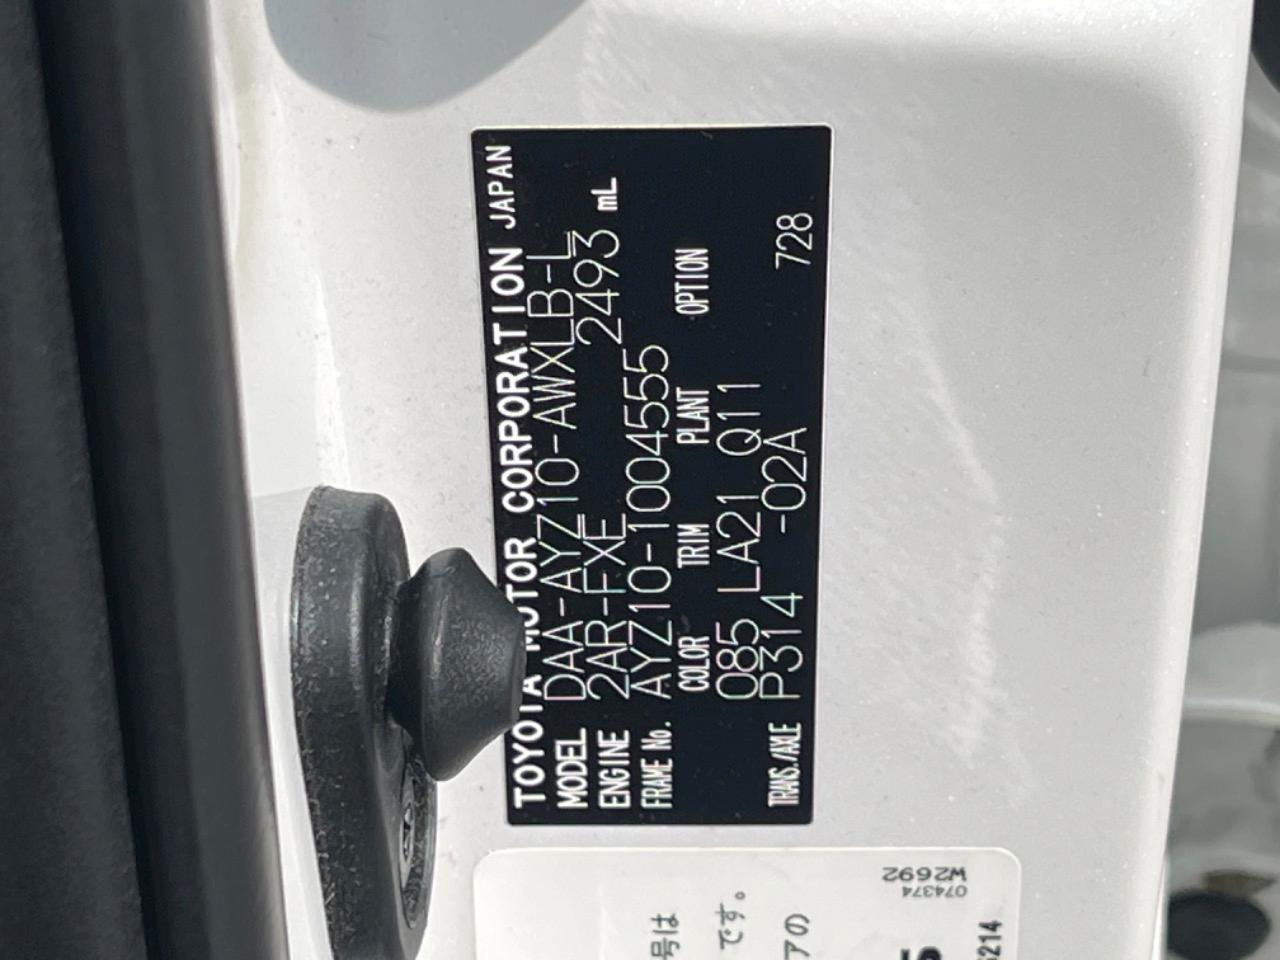 TOYOTA MOTOR CORPORATION JAPAN
MODEL DAA-AYZ10-AWXLB-L
ENGINE 2AR-FXE 2493 mL
FRAME No. AYZ10-1004555
COLOR TRIM PLANT OPTION
085 LA21 Q11
TRANS./AXLE P314 -02A 728
号は
です。
アの
074374
W2692
5214